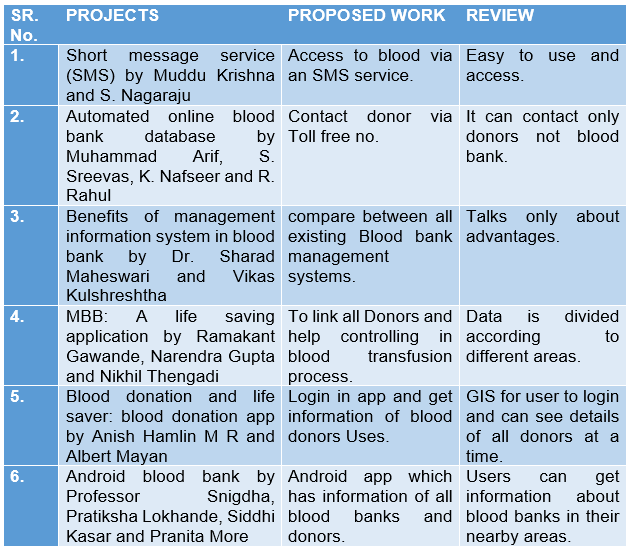 SR. No. PROJECTS PROPOSED WORK REVIEW
1. Short message service (SMS) by Muddu Krishna and S. Nagaraju Access to blood via an SMS service. Easy to use and access.
2. Automated online blood bank database by Muhammad Arif, S. Sreevas, K. Nafseer and R. Rahul Contact donor via Toll free no. It can contact only donors not blood bank.
3. Benefits of management information system in blood bank by Dr. Sharad Maheswari and Vikas Kulshreshtha compare between all existing Blood bank management systems. Talks only about advantages.
4. MBB: A life saving application by Ramakant Gawande, Narendra Gupta and Nikhil Thengadi To link all Donors and help controlling in blood transfusion process. Data is divided according to different areas.
5. Blood donation and life saver: blood donation app by Anish Hamlin M R and Albert Mayan Login in app and get information of blood donors Uses. GIS for user to login and can see details of all donors at a time.
6. Android blood bank by Professor Snigdha, Pratiksha Lokhande, Siddhi Kasar and Pranita More Android app which has information of all blood banks and donors. Users can get information about blood banks in their nearby areas.